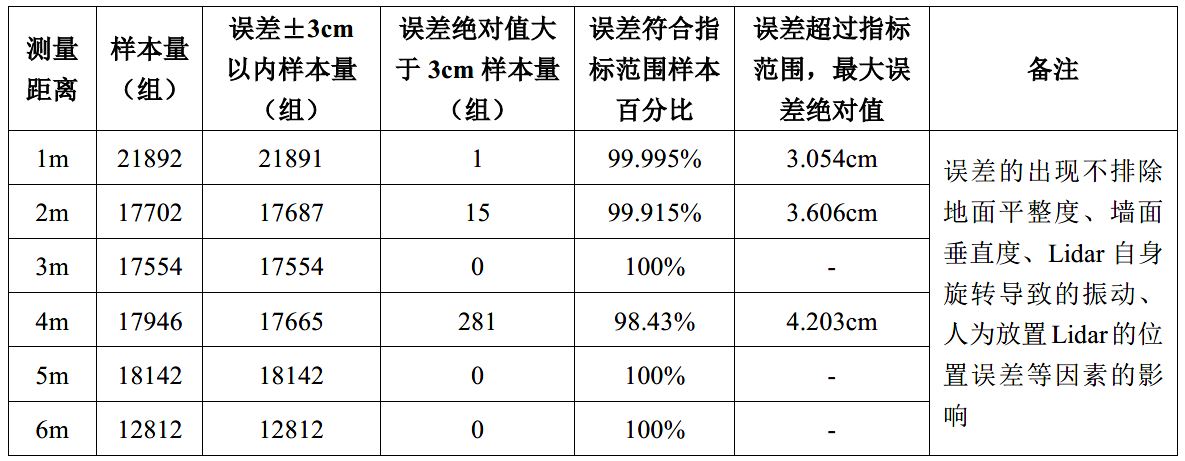 测量距离 样本量（组） 误差±3cm以内样本量（组） 误差绝对值大于3cm样本量（组） 误差符合指标范围样本百分比 误差超过指标范围，最大误差绝对值 备注
1m 21892 21891 1 99.995% 3.054cm
2m 17702 17687 15 99.915% 3.606cm
3m 17554 17554 0 100% -
4m 17946 17665 281 98.43% 4.203cm
5m 18142 18142 0 100% -
6m 12812 12812 0 100% -
误差的出现不排除
地面平整度、墙面
垂直度、Lidar 自身
旋转导致的振动、
人为放置 Lidar 的位
置误差等因素的影
响